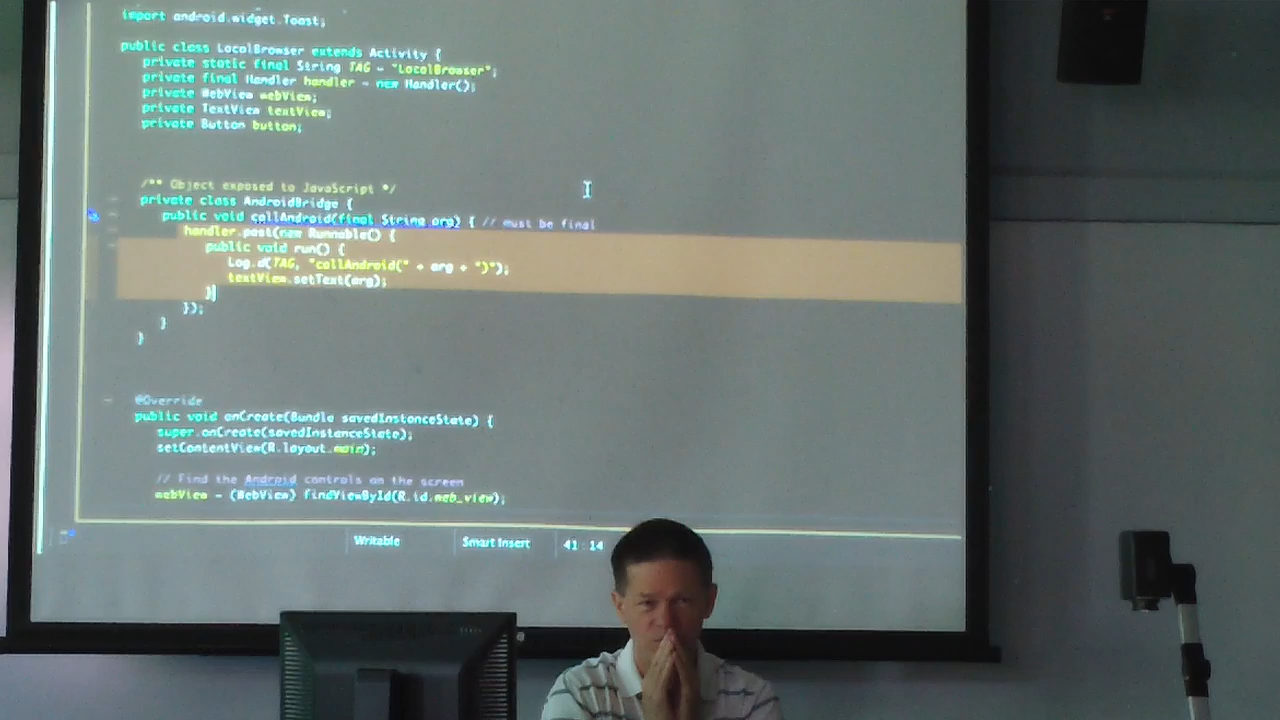 import android.widget.Toast;
public class LocalBrowser extends Activity {
private static final String TAG = "LocalBrowser";
private final Handler handler = new Handler();
private WebView webView;
private TextView textView;
private Button button;
/** Object exposed to JavaScript */
private class AndroidBridge {
public void callAndroid(final String arg) { // must be final
handler.post(new Runnable() {
public void run() {
Log.d(TAG, "callAndroid(" + arg + ")");
textView.setText(arg);
}
});
}
}
@Override
public void onCreate(Bundle savedInstanceState) {
super.onCreate(savedInstanceState);
setContentView(R.layout.main);
// Find the Android controls on the screen
webView = (WebView) findViewById(R.id.web_view);
Writable Smart Insert 41 : 14